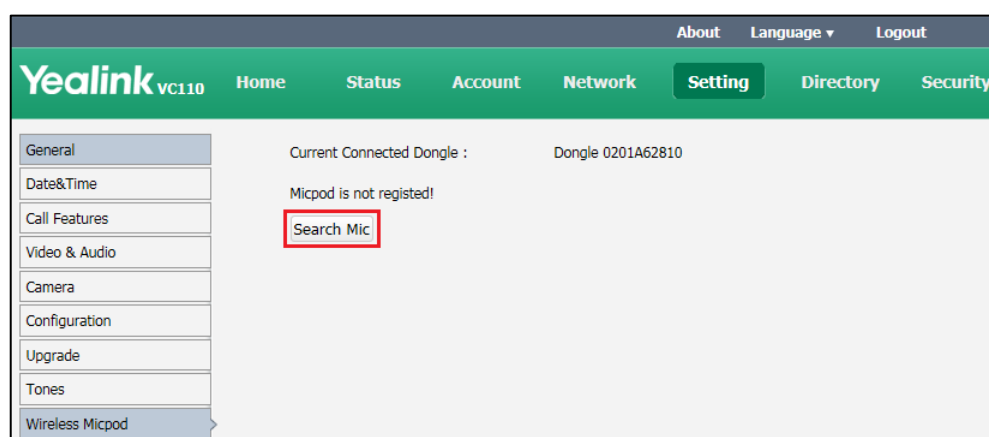 About Language ▾ Logout
Yealink VC110 Home Status Account Network Setting Directory Security
General
Current Connected Dongle : Dongle 0201A62810
Date&Time
Micpod is not registed!
Call Features
Search Mic
Video & Audio
Camera
Configuration
Upgrade
Tones
Wireless Micpod